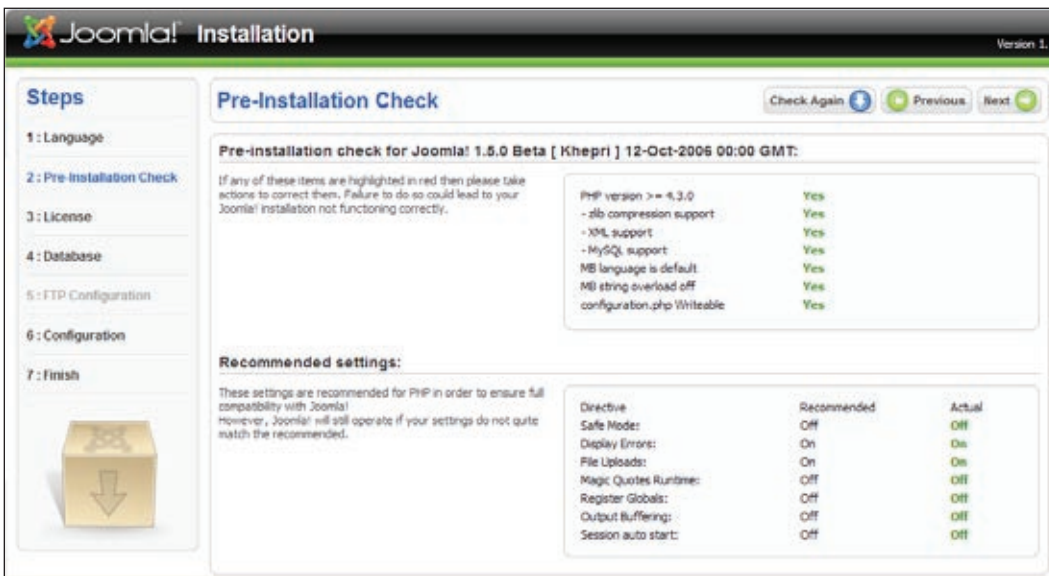 Joomla! Installation
Version 1.
Steps
1 : Language
2 : Pre-Installation Check
3 : License
4 : Database
5 : FTP Configuration
6 : Configuration
7 : Finish
Pre-Installation Check
Check Again
Previous
Next
Pre-installation check for Joomla! 1.5.0 Beta [ Khepri ] 12-Oct-2006 00:00 GMT:
If any of these items are highlighted in red then please take
actions to correct them. Failure to do so could lead to your
Joomla! installation not functioning correctly.
PHP version >= 4.3.0 Yes
- zlib compression support Yes
- XML support Yes
- MySQL support Yes
MB language is default Yes
MB string overload off Yes
configuration.php Writeable Yes
Recommended settings:
These settings are recommended for PHP in order to ensure full
compatibility with Joomla!
However, Joomla! will still operate if your settings do not quite
match the recommended.
Directive Recommended Actual
Safe Mode: Off Off
Display Errors: On On
File Uploads: On On
Magic Quotes Runtime: Off Off
Register Globals: Off Off
Output Buffering: Off Off
Session auto start: Off Off